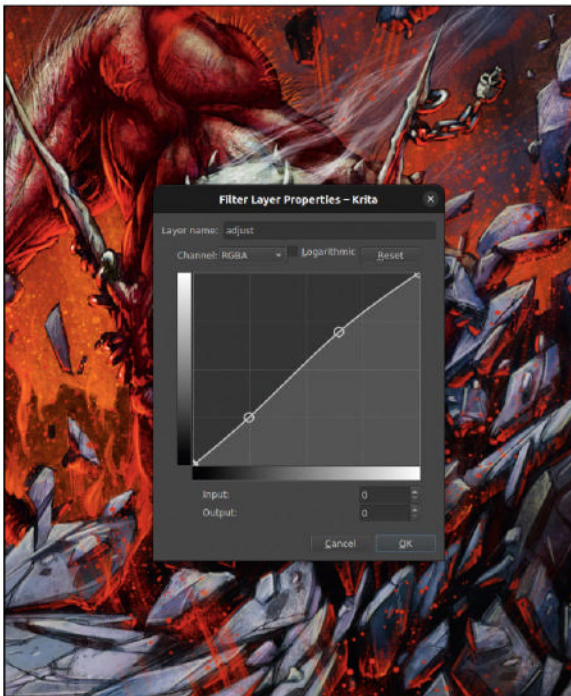 Filter Layer Properties – Krita
Layer name: adjust
Channel: RGBA Logarithmic Reset
Input: 0
Output: 0
Cancel OK